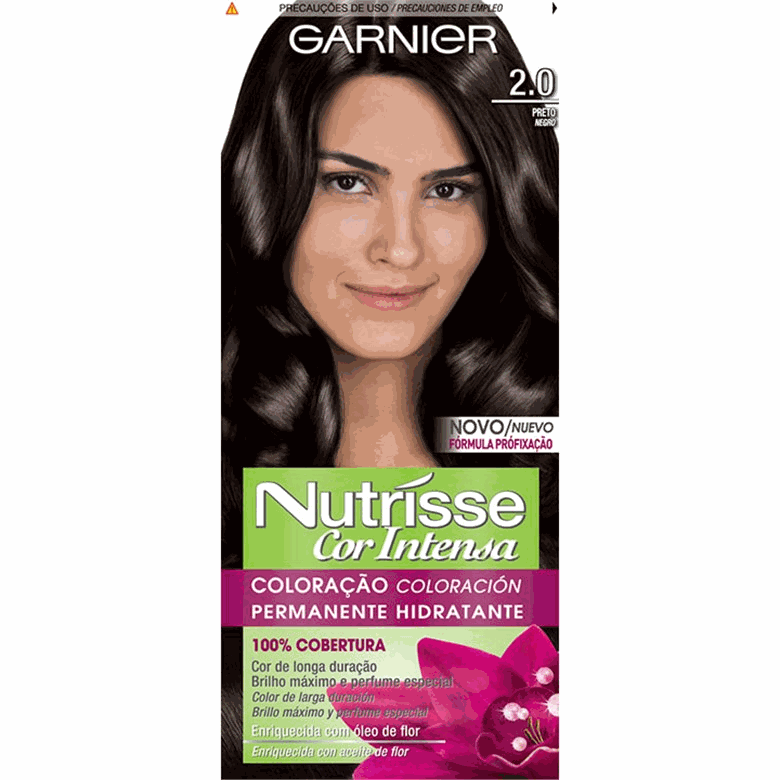 PRECAUÇÕES DE USO / PRECAUCIONES DE EMPLEO
GARNIER
2.0
PRETO
NEGRO
NOVO/NUEVO
FÓRMULA PRÓFIXAÇÃO
Nutrisse
Cor Intensa
COLORAÇÃO COLORACIÓN
PERMANENTE HIDRATANTE
100% COBERTURA
Cor de longa duração
Brilho máximo e perfume especial
Color de larga duración
Brillo máximo y perfume especial
Enriquecida com óleo de flor
Enriquecida con aceite de flor